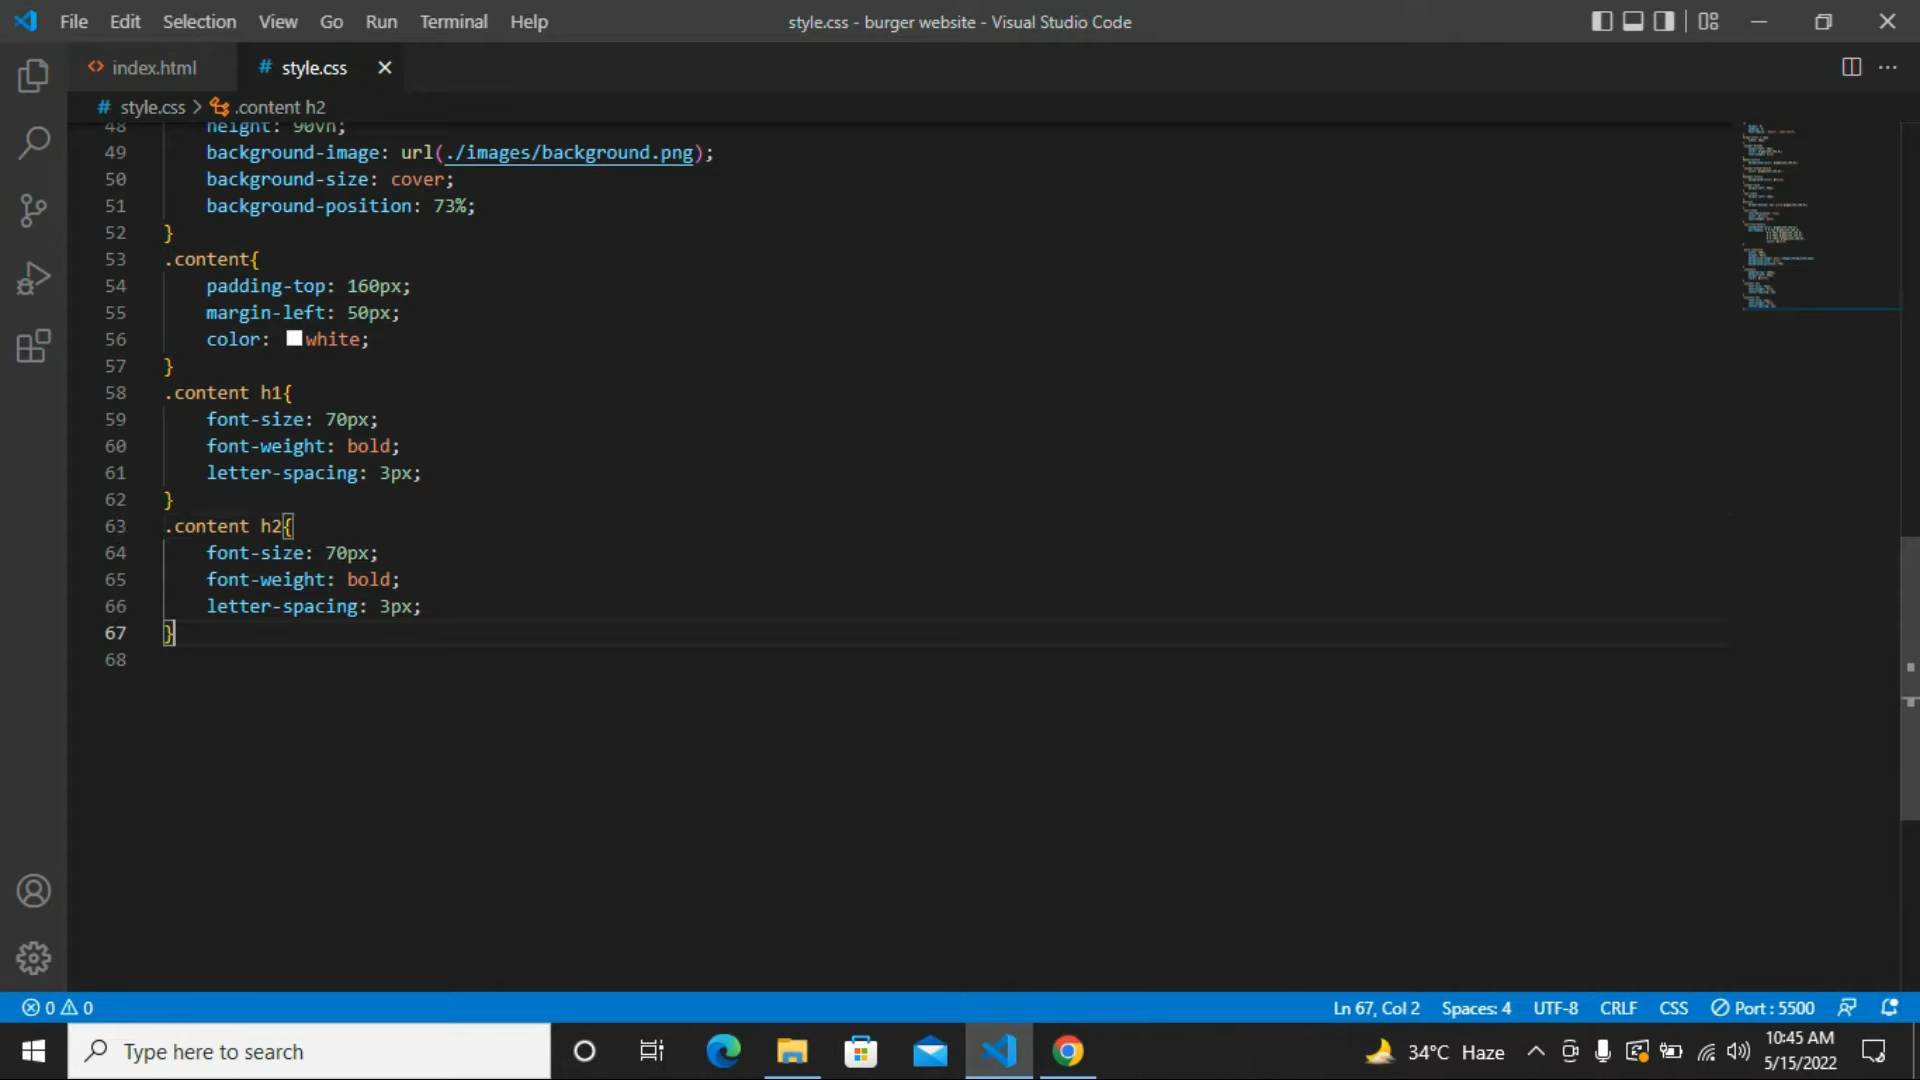 File Edit Selection View Go Run Terminal Help
style.css - burger website - Visual Studio Code
index.html
# style.css
# style.css > .content h2
48 height: 90vh;
49 background-image: url(./images/background.png);
50 background-size: cover;
51 background-position: 73%;
52 }
53 .content{
54 padding-top: 160px;
55 margin-left: 50px;
56 color: white;
57 }
58 .content h1{
59 font-size: 70px;
60 font-weight: bold;
61 letter-spacing: 3px;
62 }
63 .content h2{
64 font-size: 70px;
65 font-weight: bold;
66 letter-spacing: 3px;
67 }
68
0 0
Ln 67, Col 2 Spaces: 4 UTF-8 CRLF CSS Port : 5500
Type here to search
34°C Haze
10:45 AM
5/15/2022